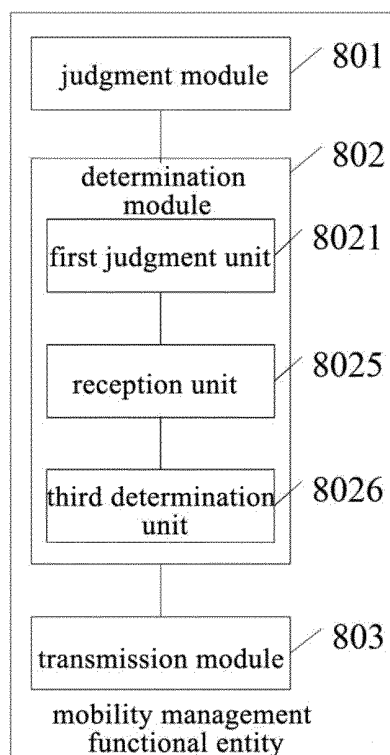 judgment module 801
determination 802
module
first judgment unit 8021
reception unit 8025
third determination 8026
unit
transmission module 803
mobility management
functional entity